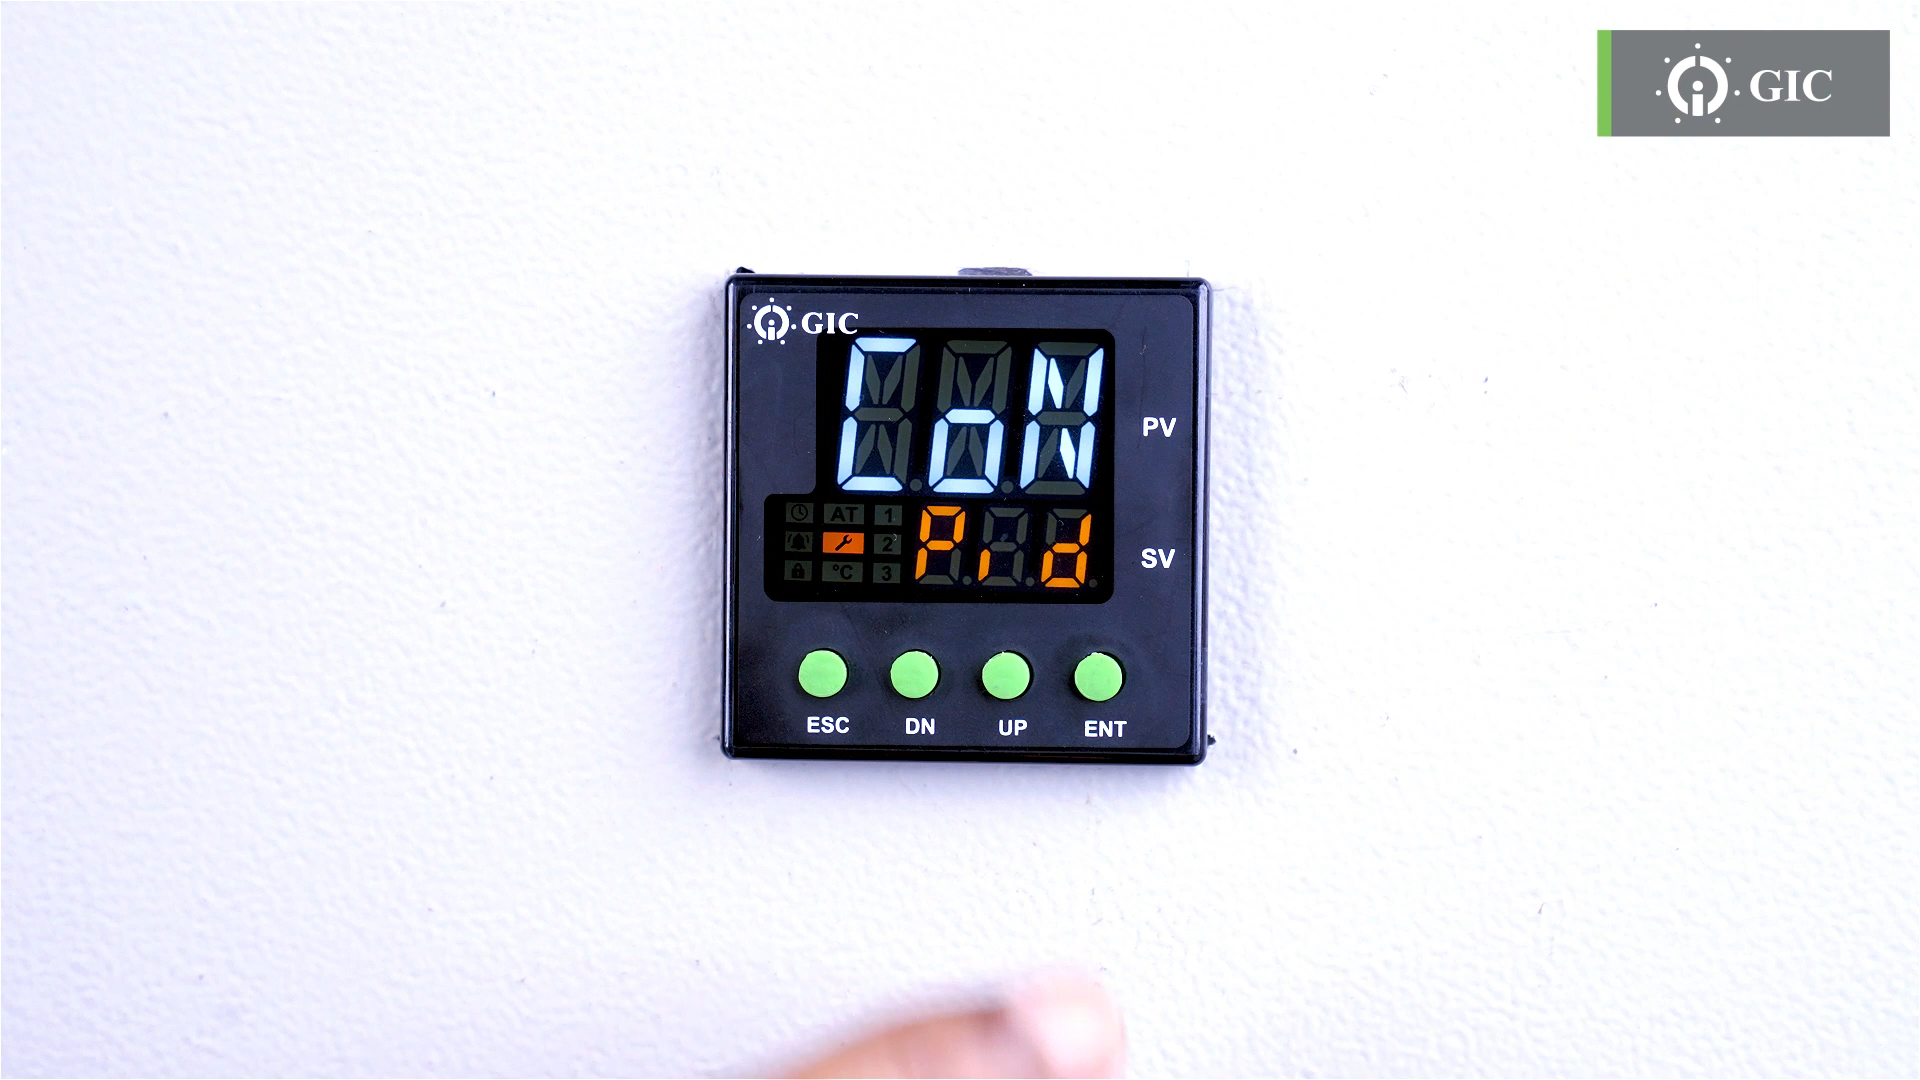 GIC
GIC
CoN
PV
AT 1
2
°C 3
Pid
SV
ESC DN UP ENT